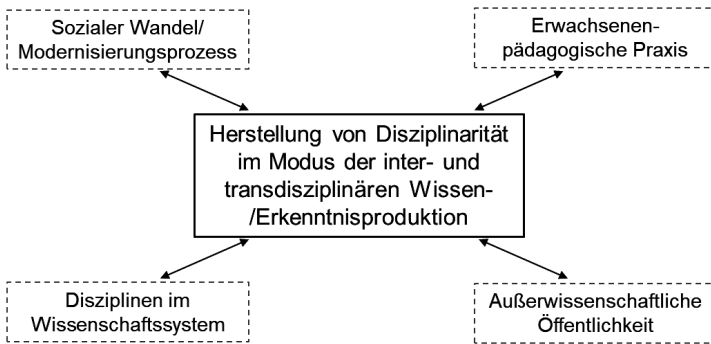 Sozialer Wandel/
Modernisierungsprozess
Erwachsenen-
pädagogische Praxis
Herstellung von Disziplinarität
im Modus der inter- und
transdisziplinären Wissen-
/Erkenntnisproduktion
Disziplinen im
Wissenschaftssystem
Außerwissenschaftliche
Öffentlichkeit